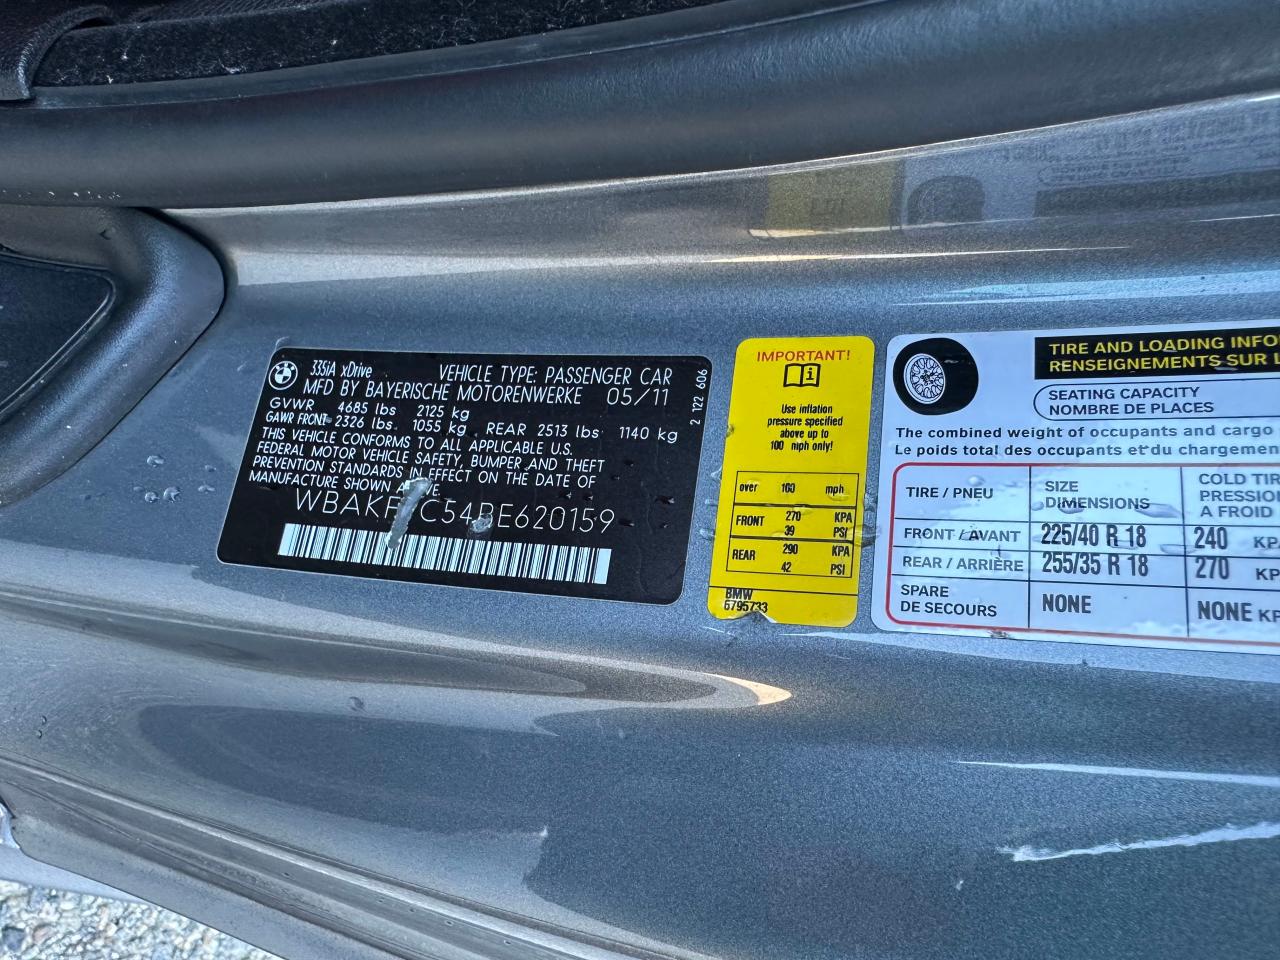 BMW
335iA xDrive VEHICLE TYPE: PASSENGER CAR
MFD BY BAYERISCHE MOTORENWERKE 05/11
GVWR 4685 lbs 2125 kg
GAWR FRONT 2326 lbs. 1055 kg REAR 2513 lbs 1140 kg
THIS VEHICLE CONFORMS TO ALL APPLICABLE U.S.
FEDERAL MOTOR VEHICLE SAFETY, BUMPER AND THEFT
PREVENTION STANDARDS IN EFFECT ON THE DATE OF
MANUFACTURE SHOWN ABOVE.
C54BE620159
2 122 606
IMPORTANT!
Use inflation
pressure specified
above up to
100 mph only!
over 100 mph
FRONT 270 KPA
39 PSI
REAR 290 KPA
42 PSI
BMW
6795733
TIRE AND LOADING
RENSEIGNEMENTS SUR
SEATING CAPACITY
NOMBRE DE PLACES
The combined weight of occupants and cargo
Le poids total des occupants et du
TIRE / PNEU
SIZE
DIMENSIONS
COLD
PRESSION
A FROID
FRONT / AVANT 225/40 R 18 240
REAR / ARRIÈRE 255/35 R 18 270
SPARE
DE SECOURS
NONE NONE